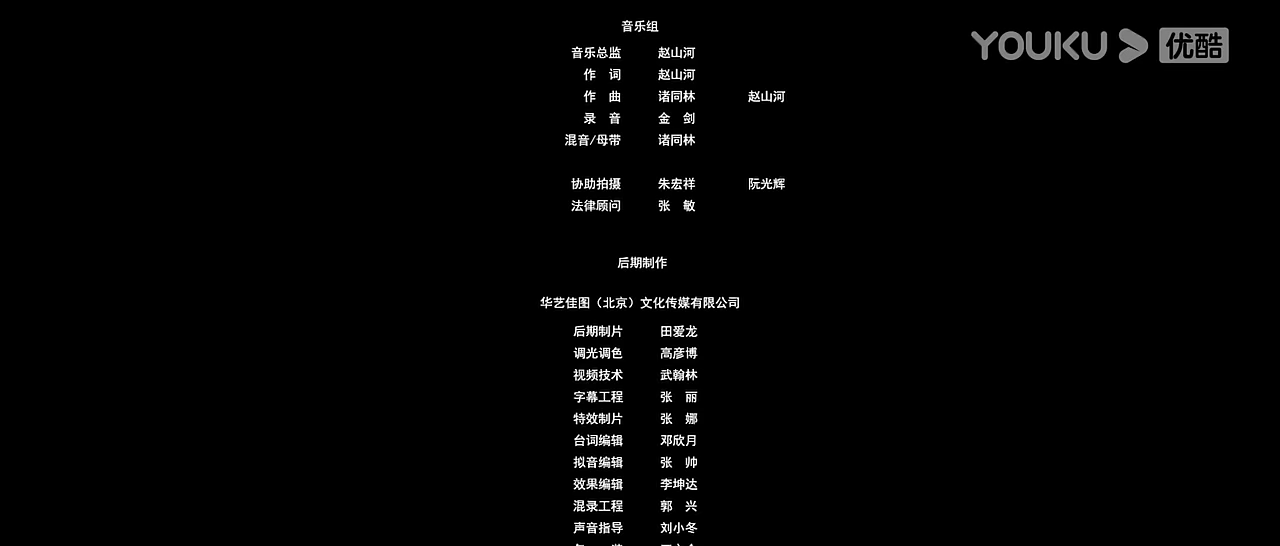 音乐组
YOUKU 优酷
音乐总监 赵山河
作 词 赵山河
作 曲 诸同林 赵山河
录 音 金 剑
混音/母带 诸同林
协助拍摄 朱宏祥 阮光辉
法律顾问 张 敏
后期制作
华艺佳图（北京）文化传媒有限公司
后期制片 田爱龙
调光调色 高彦博
视频技术 武翰林
字幕工程 张 丽
特效制片 张 娜
台词编辑 邓欣月
拟音编辑 张 帅
效果编辑 李坤达
混录工程 郭 兴
声音指导 刘小冬